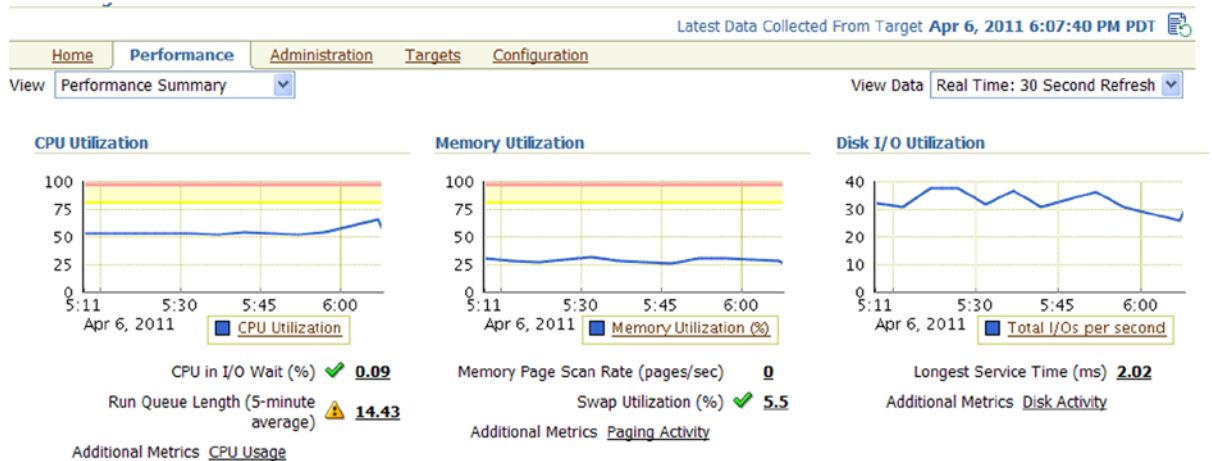 Latest Data Collected From Target Apr 6, 2011 6:07:40 PM PDT
Home Performance Administration Targets Configuration
View Performance Summary View Data Real Time: 30 Second Refresh
CPU Utilization
100
75
50
25
0
5:11 5:30 5:45 6:00
Apr 6, 2011
CPU Utilization
CPU in I/O Wait (%) 0.09
Run Queue Length (5-minute
average) 14.43
Additional Metrics CPU Usage
Memory Utilization
100
75
50
25
0
5:11 5:30 5:45 6:00
Apr 6, 2011
Memory Utilization (%)
Memory Page Scan Rate (pages/sec) 0
Swap Utilization (%) 5.5
Additional Metrics Paging Activity
Disk I/O Utilization
40
30
20
10
0
5:11 5:30 5:45 6:00
Apr 6, 2011
Total I/Os per second
Longest Service Time (ms) 2.02
Additional Metrics Disk Activity